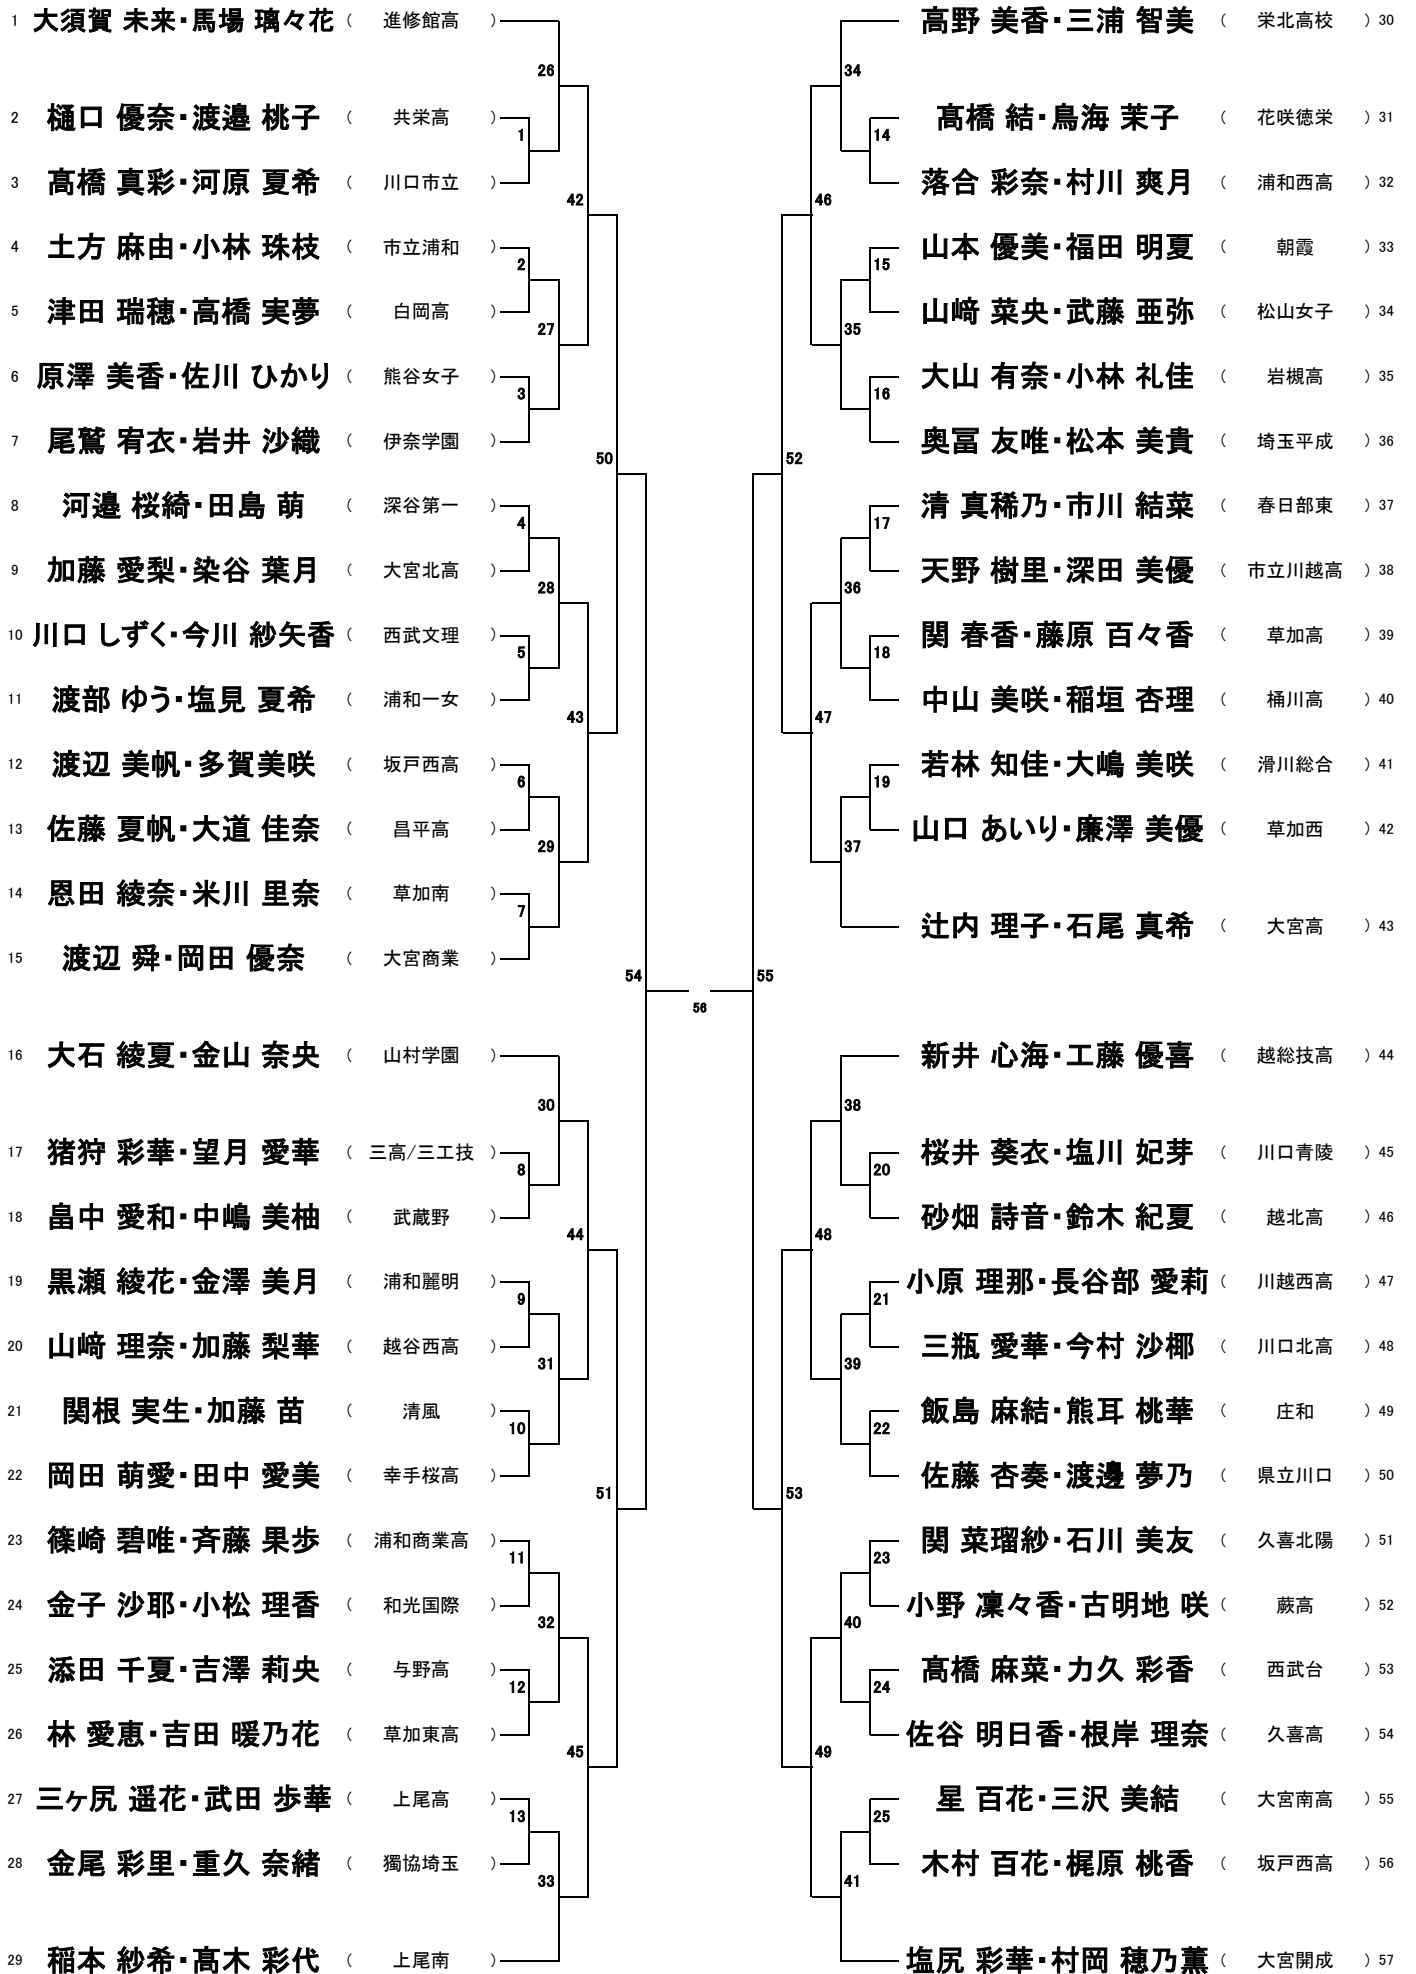 1 大須賀 未来・馬場 璃々花 ( 進修館高 )
26
2 樋口 優奈・渡邉 桃子 ( 共栄高 )
1
3 髙橋 真彩・河原 夏希 ( 川口市立 )
42
4 土方 麻由・小林 珠枝 ( 市立浦和 )
2
5 津田 瑞穂・高橋 実夢 ( 白岡高 )
27
6 原澤 美香・佐川 ひかり ( 熊谷女子 )
3
7 尾鷲 宥衣・岩井 沙織 ( 伊奈学園 )
50
8 河邉 桜綺・田島 萌 ( 深谷第一 )
4
9 加藤 愛梨・染谷 葉月 ( 大宮北高 )
28
10 川口 しずく・今川 紗矢香 ( 西武文理 )
5
11 渡部 ゆう・塩見 夏希 ( 浦和一女 )
43
12 渡辺 美帆・多賀美咲 ( 坂戸西高 )
6
13 佐藤 夏帆・大道 佳奈 ( 昌平高 )
29
14 恩田 綾奈・米川 里奈 ( 草加南 )
7
15 渡辺 舜・岡田 優奈 ( 大宮商業 )
54
16 大石 綾夏・金山 奈央 ( 山村学園 )
30
17 猪狩 彩華・望月 愛華 ( 三高/三工技 )
8
18 畠中 愛和・中嶋 美柚 ( 武蔵野 )
44
19 黒瀬 綾花・金澤 美月 ( 浦和麗明 )
9
20 山﨑 理奈・加藤 梨華 ( 越谷西高 )
31
21 関根 実生・加藤 苗 ( 清風 )
10
22 岡田 萌愛・田中 愛美 ( 幸手桜高 )
51
23 篠崎 碧唯・斉藤 果歩 ( 浦和商業高 )
11
24 金子 沙耶・小松 理香 ( 和光国際 )
32
25 添田 千夏・吉澤 莉央 ( 与野高 )
12
26 林 愛恵・吉田 暖乃花 ( 草加東高 )
45
27 三ヶ尻 遥花・武田 歩華 ( 上尾高 )
13
28 金尾 彩里・重久 奈緒 ( 獨協埼玉 )
33
29 稲本 紗希・髙木 彩代 ( 上尾南 )
56
高野 美香・三浦 智美 ( 栄北高校 ) 30
34
髙橋 結・鳥海 茉子 ( 花咲徳栄 ) 31
14
落合 彩奈・村川 爽月 ( 浦和西高 ) 32
46
山本 優美・福田 明夏 ( 朝霞 ) 33
15
山﨑 菜央・武藤 亜弥 ( 松山女子 ) 34
35
大山 有奈・小林 礼佳 ( 岩槻高 ) 35
16
奥冨 友唯・松本 美貴 ( 埼玉平成 ) 36
52
清 真稀乃・市川 結菜 ( 春日部東 ) 37
17
天野 樹里・深田 美優 ( 市立川越高 ) 38
36
関 春香・藤原 百々香 ( 草加高 ) 39
18
中山 美咲・稲垣 杏理 ( 桶川高 ) 40
47
若林 知佳・大嶋 美咲 ( 滑川総合 ) 41
19
山口 あいり・廉澤 美優 ( 草加西 ) 42
37
辻内 理子・石尾 真希 ( 大宮高 ) 43
55
新井 心海・工藤 優喜 ( 越総技高 ) 44
38
桜井 葵衣・塩川 妃芽 ( 川口青陵 ) 45
20
砂畑 詩音・鈴木 紀夏 ( 越北高 ) 46
48
小原 理那・長谷部 愛莉 ( 川越西高 ) 47
21
三瓶 愛華・今村 沙椰 ( 川口北高 ) 48
39
飯島 麻結・熊耳 桃華 ( 庄和 ) 49
22
佐藤 杏奏・渡邊 夢乃 ( 県立川口 ) 50
53
関 菜瑠紗・石川 美友 ( 久喜北陽 ) 51
23
小野 凜々香・古明地 咲 ( 蕨高 ) 52
40
髙橋 麻菜・力久 彩香 ( 西武台 ) 53
24
佐谷 明日香・根岸 理奈 ( 久喜高 ) 54
49
星 百花・三沢 美結 ( 大宮南高 ) 55
25
木村 百花・梶原 桃香 ( 坂戸西高 ) 56
41
塩尻 彩華・村岡 穂乃薫 ( 大宮開成 ) 57